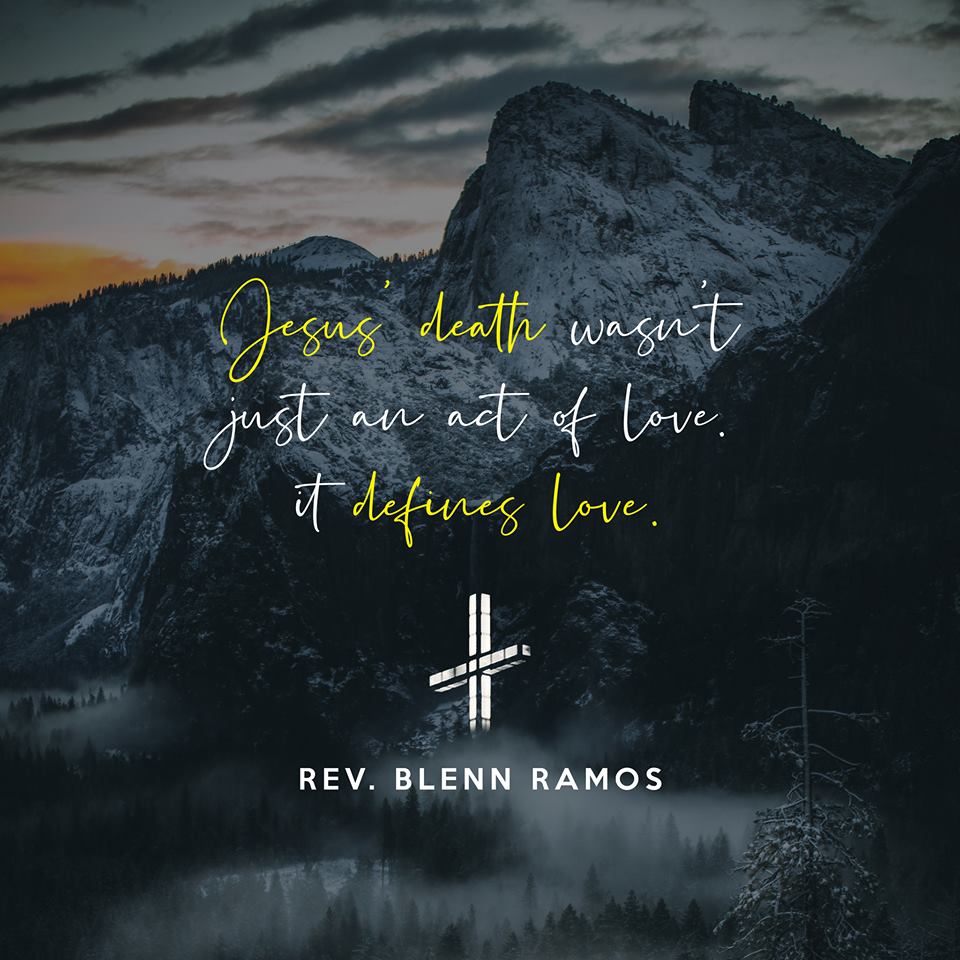 Jesus' death wasn't
just an act of love.
it defines love.
REV. BLENN RAMOS